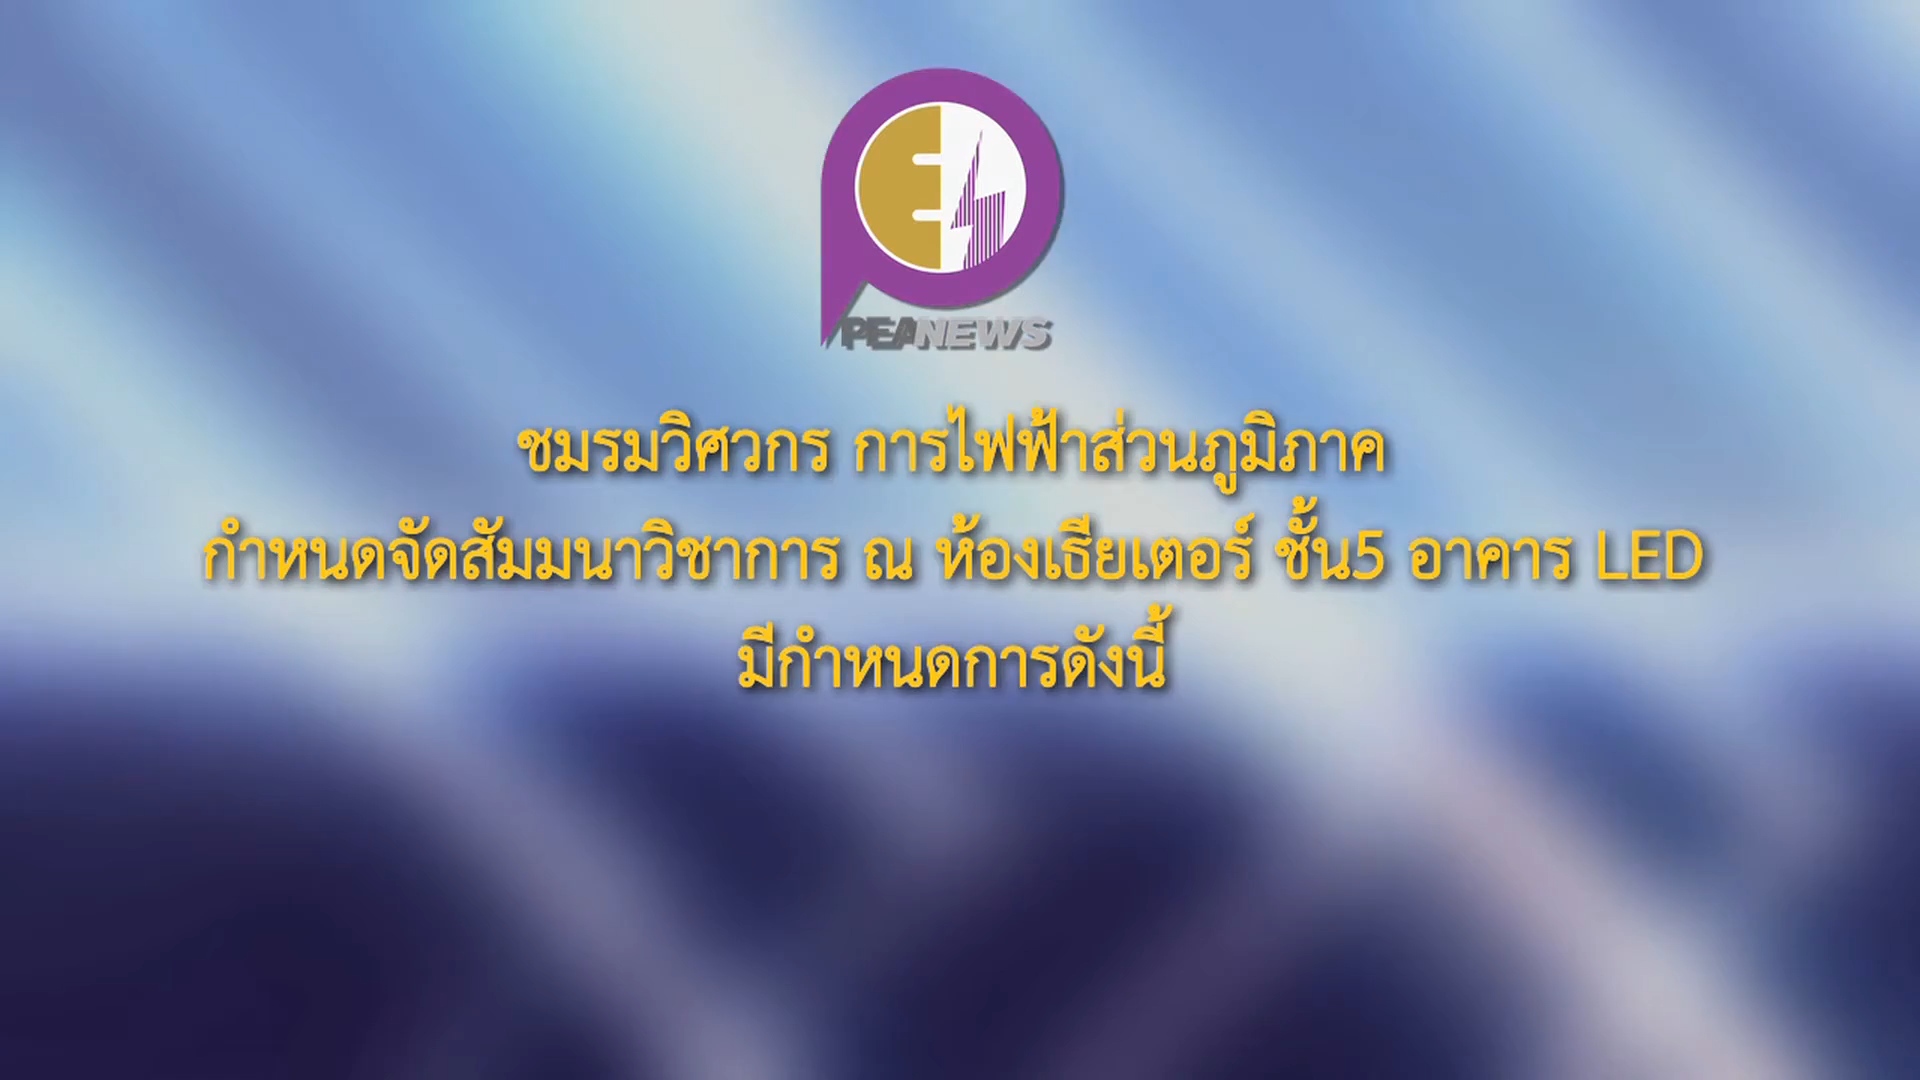 PEANEWS
ชมรมวิศวกร การไฟฟ้าส่วนภูมิภาค
กำหนดจัดสัมมนาวิชาการ ณ ห้องเธียเตอร์ ชั้น5 อาคาร LED
มีกำหนดการดังนี้